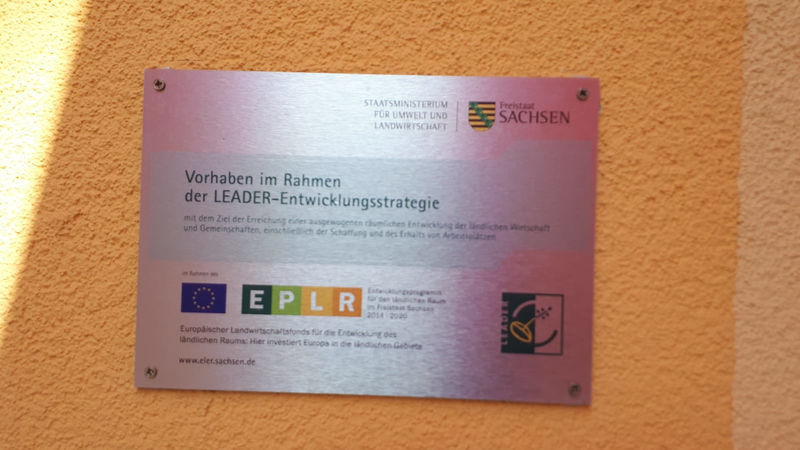 STAATSMINISTERIUM
FÜR UMWELT UND
LANDWIRTSCHAFT
Freistaat
SACHSEN
Vorhaben im Rahmen
der LEADER-Entwicklungsstrategie
mit dem Ziel der Erreichung einer ausgewogenen räumlichen Entwicklung der ländlichen Wirtschaft
und Gemeinschaften, einschließlich der Schaffung und des Erhalts von Arbeitsplätzen
im Rahmen des
EPLR
Entwicklungsprogramm
für den ländlichen Raum
im Freistaat Sachsen
2014 - 2020
LEADER
Europäischer Landwirtschaftsfonds für die Entwicklung des
ländlichen Raums: Hier investiert Europa in die ländlichen Gebiete
www.eler.sachsen.de